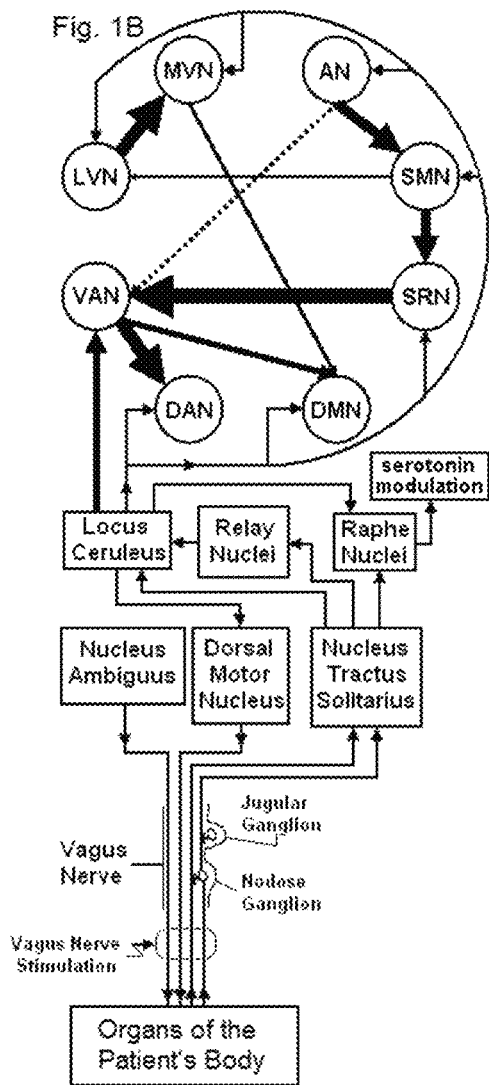 Fig. 1B
MVN
AN
LVN
SMN
VAN
SRN
DAN
DMN
serotonin
modulation
Locus
Ceruleus
Relay
Nuclei
Raphe
Nuclei
Nucleus
Ambiguus
Dorsal
Motor
Nucleus
Nucleus
Tractus
Solitarius
Jugular
Ganglion
Vagus
Nerve
Nodose
Ganglion
Vagus Nerve
Stimulation
Organs of the
Patient's Body